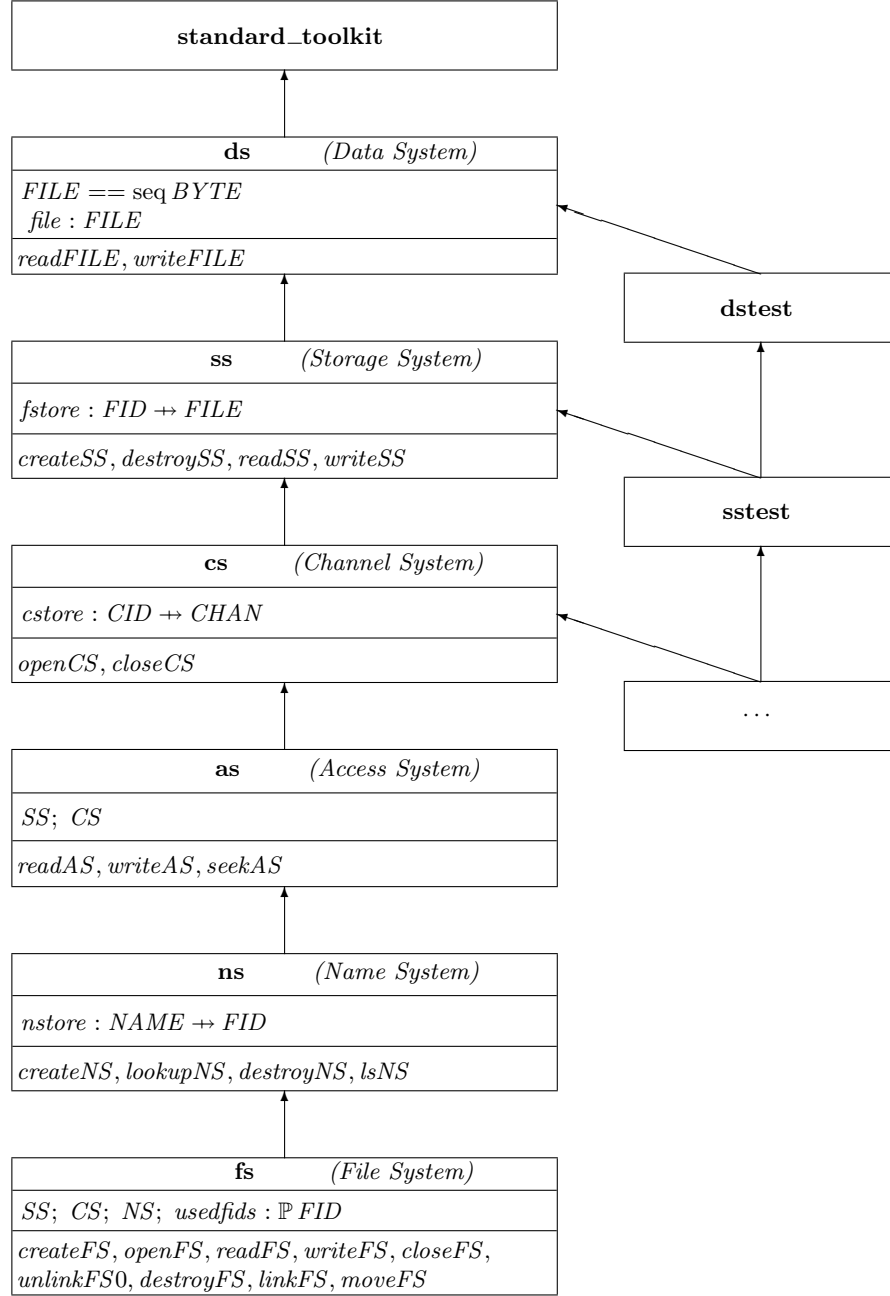 standard_toolkit
ds (Data System)
FILE == seq BYTE
file : FILE
readFILE, writeFILE
dstest
ss (Storage System)
fstore : FID ⇸ FILE
createSS, destroySS, readSS, writeSS
sstest
cs (Channel System)
cstore : CID ⇸ CHAN
openCS, closeCS
...
as (Access System)
SS; CS
readAS, writeAS, seekAS
ns (Name System)
nstore : NAME ⇸ FID
createNS, lookupNS, destroyNS, lsNS
fs (File System)
SS; CS; NS; usedfids : ℙ FID
createFS, openFS, readFS, writeFS, closeFS,
unlinkFS0, destroyFS, linkFS, moveFS